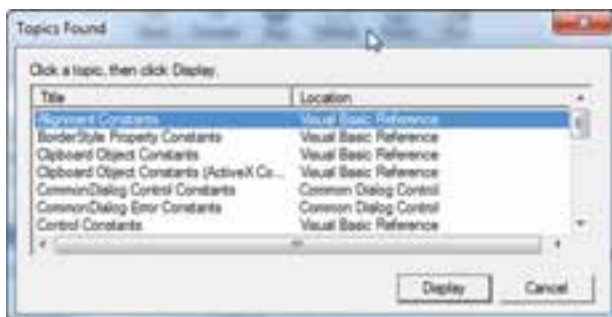 Topics Found
Click a topic, then click Display.
Title Location
Alignment Constants Visual Basic Reference
BorderStyle Property Constants Visual Basic Reference
Clipboard Object Constants Visual Basic Reference
Clipboard Object Constants (ActiveX Co... Visual Basic Reference
CommonDialog Control Constants Common Dialog Control
CommonDialog Error Constants Common Dialog Control
Control Constants Visual Basic Reference
Display Cancel